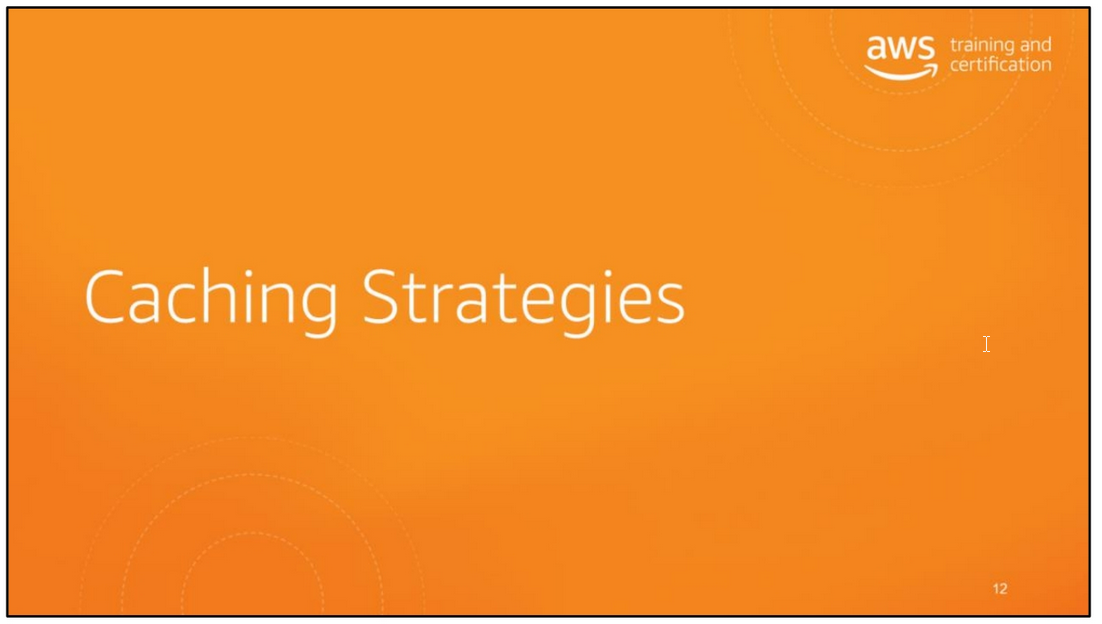 aws training and
certification
Caching Strategies
12